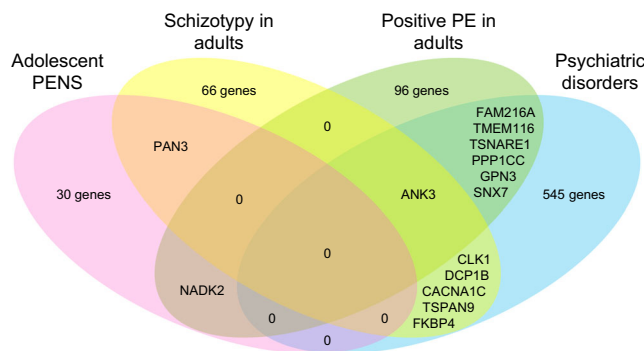 Schizotypy in
adults
Positive PE in
adults
Adolescent
PENS
Psychiatric
disorders
66 genes
96 genes
0
FAM216A
TMEM116
TSNARE1
PPP1CC
GPN3
SNX7
PAN3
30 genes
0
ANK3
545 genes
0
NADK2
CLK1
DCP1B
CACNA1C
TSPAN9
FKBP4
0
0
0